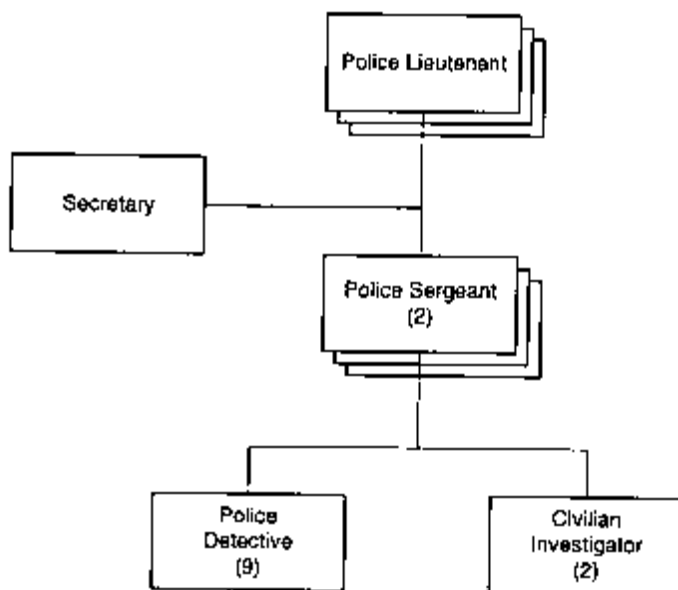 Police Lieutenant
Secretary
Police Sergeant
(2)
Police
Detective
(9)
Civilian
Investigator
(2)